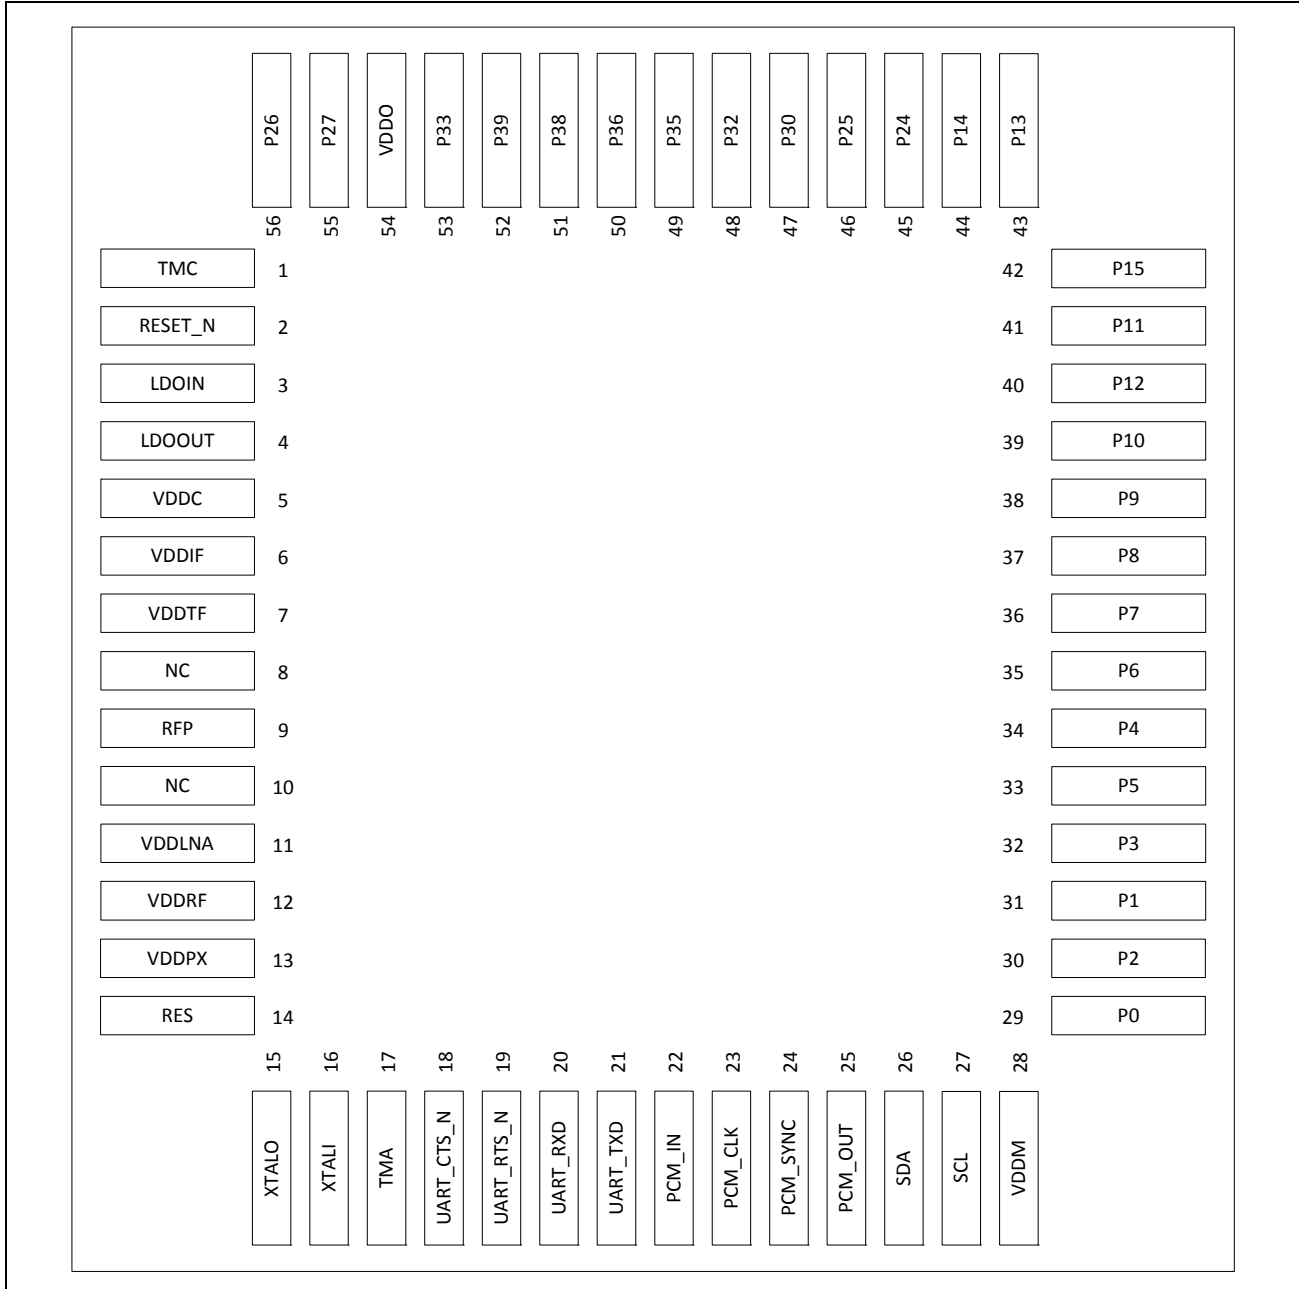 P26 P27 VDDO P33 P39 P38 P36 P35 P32 P30 P25 P24 P14 P13
56 55 54 53 52 51 50 49 48 47 46 45 44 43
TMC 1 42 P15
RESET_N 2 41 P11
LDOIN 3 40 P12
LDOOUT 4 39 P10
VDDC 5 38 P9
VDDIF 6 37 P8
VDDTF 7 36 P7
NC 8 35 P6
RFP 9 34 P4
NC 10 33 P5
VDDLNA 11 32 P3
VDDRF 12 31 P1
VDDPX 13 30 P2
RES 14 29 P0
15 16 17 18 19 20 21 22 23 24 25 26 27 28
XTALO XTALI TMA UART_CTS_N UART_RTS_N UART_RXD UART_TXD PCM_IN PCM_CLK PCM_SYNC PCM_OUT SDA SCL VDDM